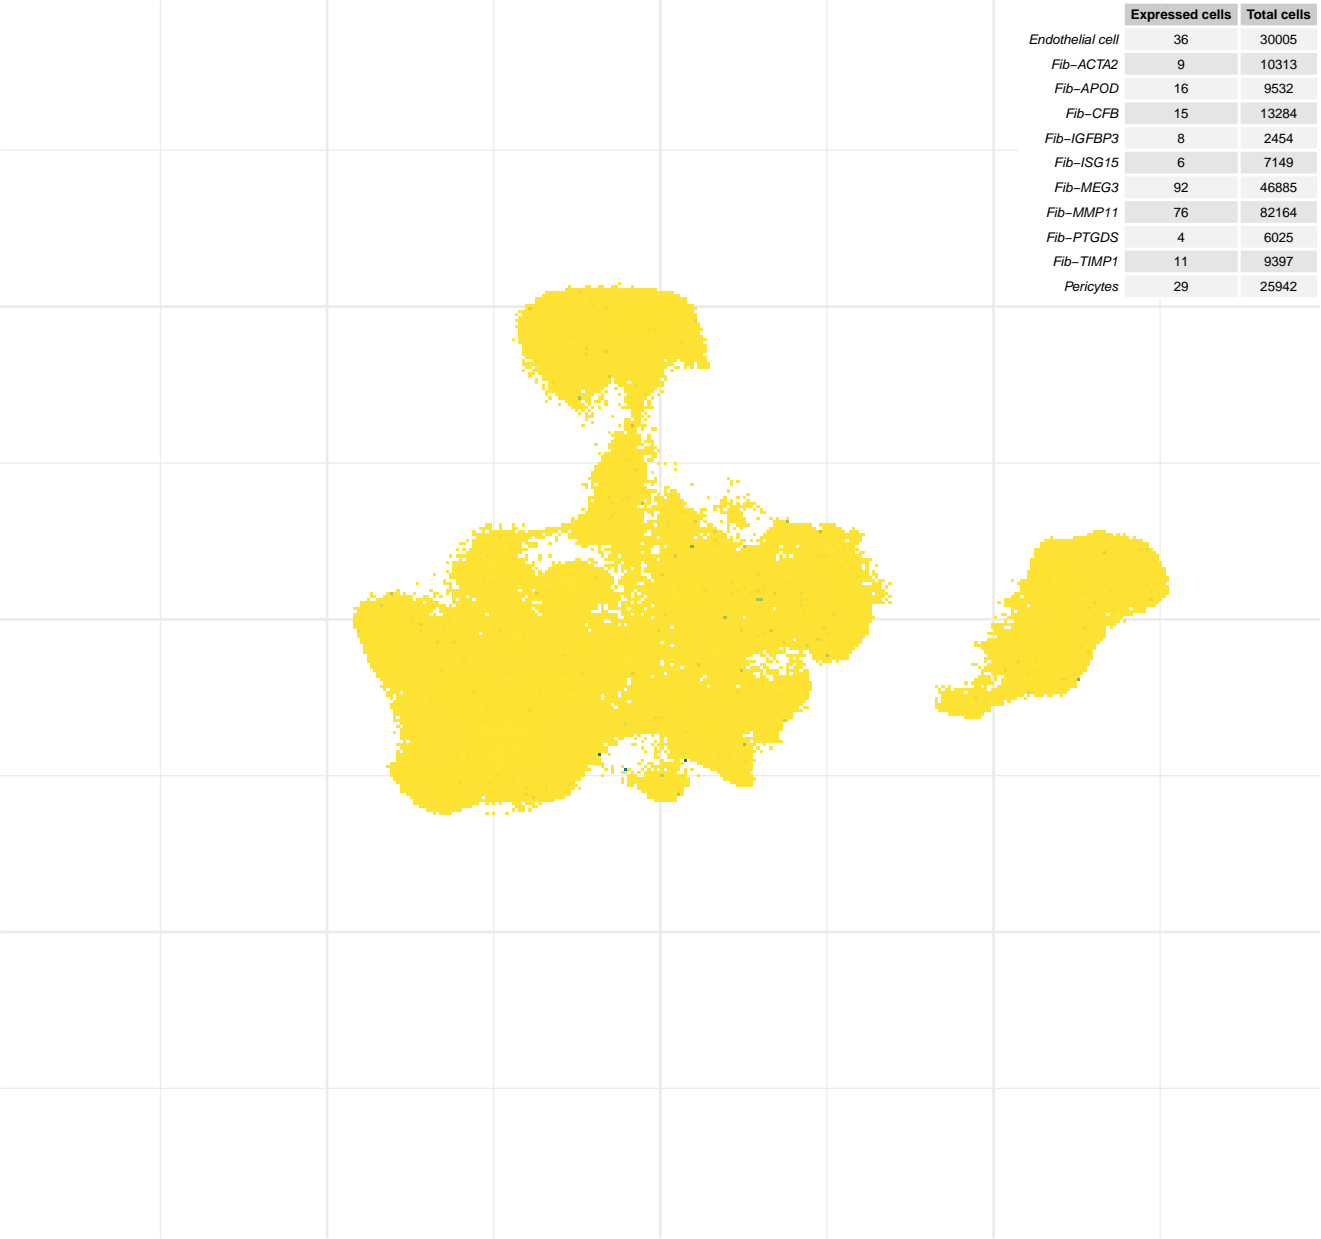 Expressed cells Total cells
Endothelial cell 36 30005
Fib−ACTA2 9 10313
Fib−APOD 16 9532
Fib−CFB 15 13284
Fib−IGFBP3 8 2454
Fib−ISG15 6 7149
Fib−MEG3 92 46885
Fib−MMP11 76 82164
Fib−PTGDS 4 6025
Fib−TIMP1 11 9397
Pericytes 29 25942